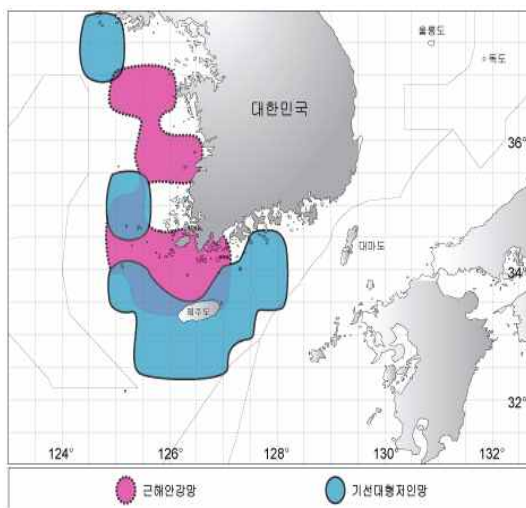 울릉도
독도
대한민국
36°
대마도
34°
제주도
32°
124°
126°
128°
130°
132°
근해안강망
기선대형저인망